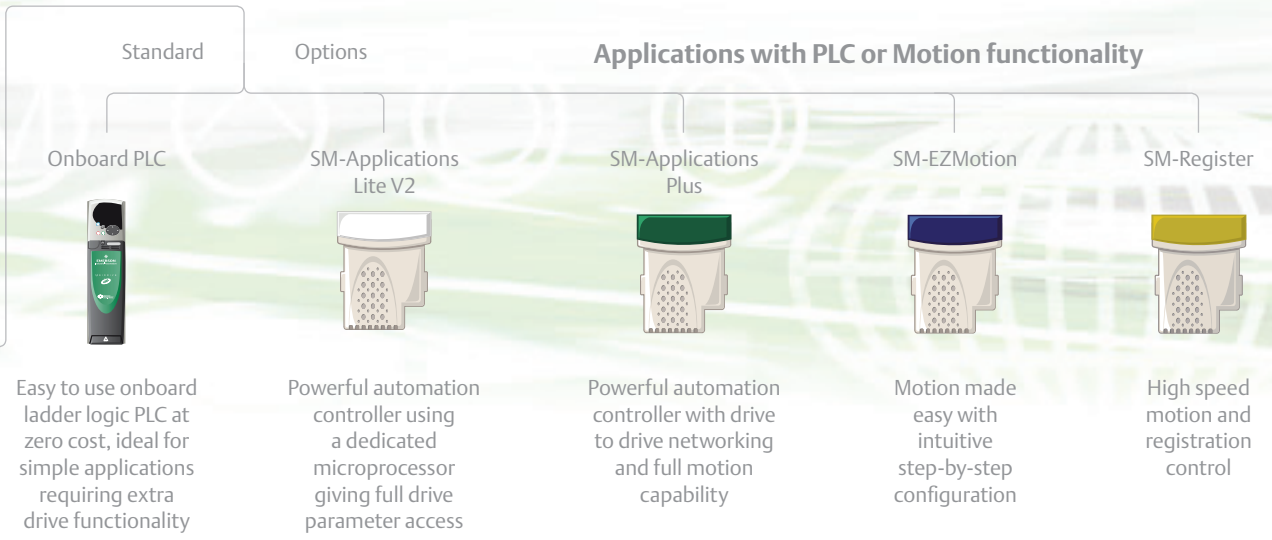 Standard
Options
Applications with PLC or Motion functionality
Onboard PLC
SM-Applications
Lite V2
SM-Applications
Plus
SM-EZMotion
SM-Register
EMERSON
Easy to use onboard
ladder logic PLC at
zero cost, ideal for
simple applications
requiring extra
drive functionality
Powerful automation
controller using
a dedicated
microprocessor
giving full drive
parameter access
Powerful automation
controller with drive
to drive networking
and full motion
capability
Motion made
easy with
intuitive
step-by-step
configuration
High speed
motion and
registration
control